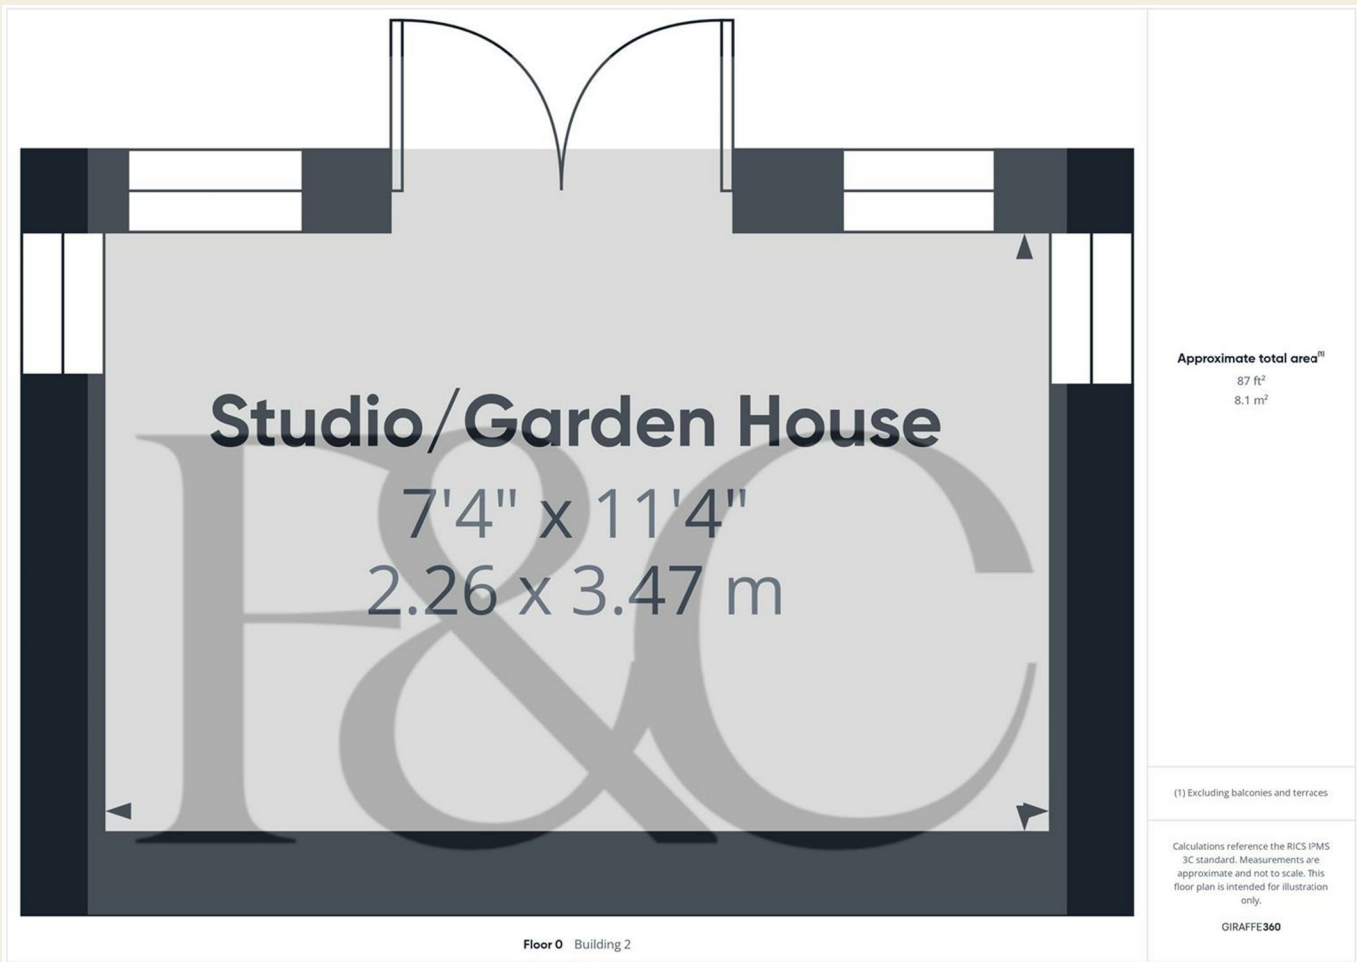 Studio/Garden House
7'4" x 11'4"
2.26 x 3.47 m
F&C
Approximate total area(1)
87 ft²
8.1 m²
(1) Excluding balconies and terraces
Calculations reference the RICS IPMS
3C standard. Measurements are
approximate and not to scale. This
floor plan is intended for illustration
only.
GIRAFFE360
Floor 0 Building 2